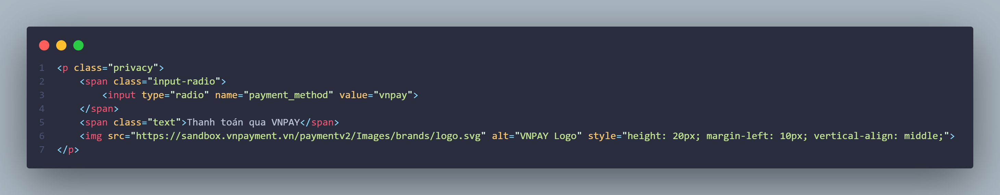 1 <p class="privacy">
2     <span class="input-radio">
3         <input type="radio" name="payment_method" value="vnpay">
4     </span>
5     <span class="text">Thanh toán qua VNPAY</span>
6     <img src="https://sandbox.vnpayment.vn/paymentv2/Images/brands/logo.svg" alt="VNPAY Logo" style="height: 20px; margin-left: 10px; vertical-align: middle;">
7 </p>